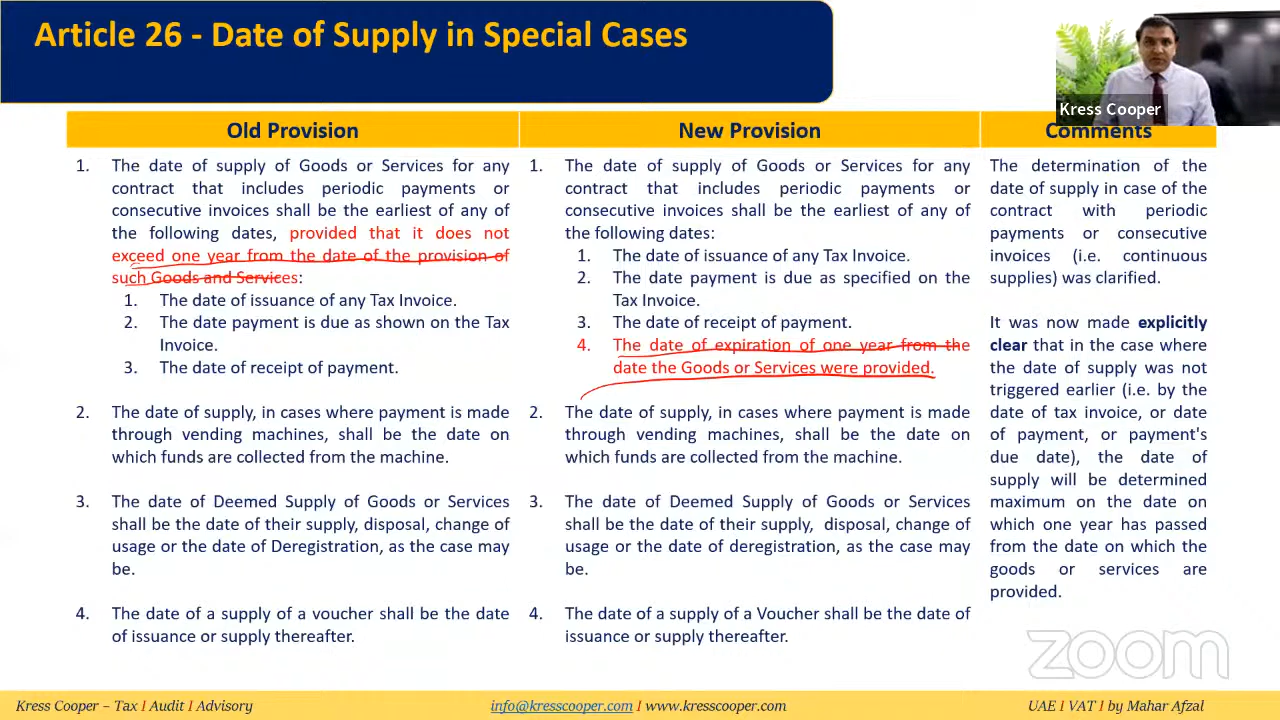 Article 26 - Date of Supply in Special Cases
Kress Cooper
Old Provision
1. The date of supply of Goods or Services for any
contract that includes periodic payments or
consecutive invoices shall be the earliest of any of
the following dates, provided that it does not
exceed one year from the date of the provision of
such Goods and Services:
1. The date of issuance of any Tax Invoice.
2. The date payment is due as shown on the Tax
Invoice.
3. The date of receipt of payment.
2. The date of supply, in cases where payment is made
through vending machines, shall be the date on
which funds are collected from the machine.
3. The date of Deemed Supply of Goods or Services
shall be the date of their supply, disposal, change of
usage or the date of Deregistration, as the case may
be.
4. The date of a supply of a voucher shall be the date
of issuance or supply thereafter.
New Provision
1. The date of supply of Goods or Services for any
contract that includes periodic payments or
consecutive invoices shall be the earliest of any of
the following dates:
1. The date of issuance of any Tax Invoice.
2. The date payment is due as specified on the
Tax Invoice.
3. The date of receipt of payment.
4. The date of expiration of one year from the
date the Goods or Services were provided.
2. The date of supply, in cases where payment is made
through vending machines, shall be the date on
which funds are collected from the machine.
3. The date of Deemed Supply of Goods or Services
shall be the date of their supply, disposal, change of
usage or the date of deregistration, as the case may
be.
4. The date of a supply of a Voucher shall be the date of
issuance or supply thereafter.
Comments
The determination of the
date of supply in case of the
contract with periodic
payments or consecutive
invoices (i.e. continuous
supplies) was clarified.
It was now made explicitly
clear that in the case where
the date of supply was not
triggered earlier (i.e. by the
date of tax invoice, or date
of payment, or payment's
due date), the date of
supply will be determined
maximum on the date on
which one year has passed
from the date on which the
goods or services are
provided.
zoom
Kress Cooper – Tax I Audit I Advisory
info@kresscooper.com I www.kresscooper.com
UAE I VAT I by Mahar Afzal